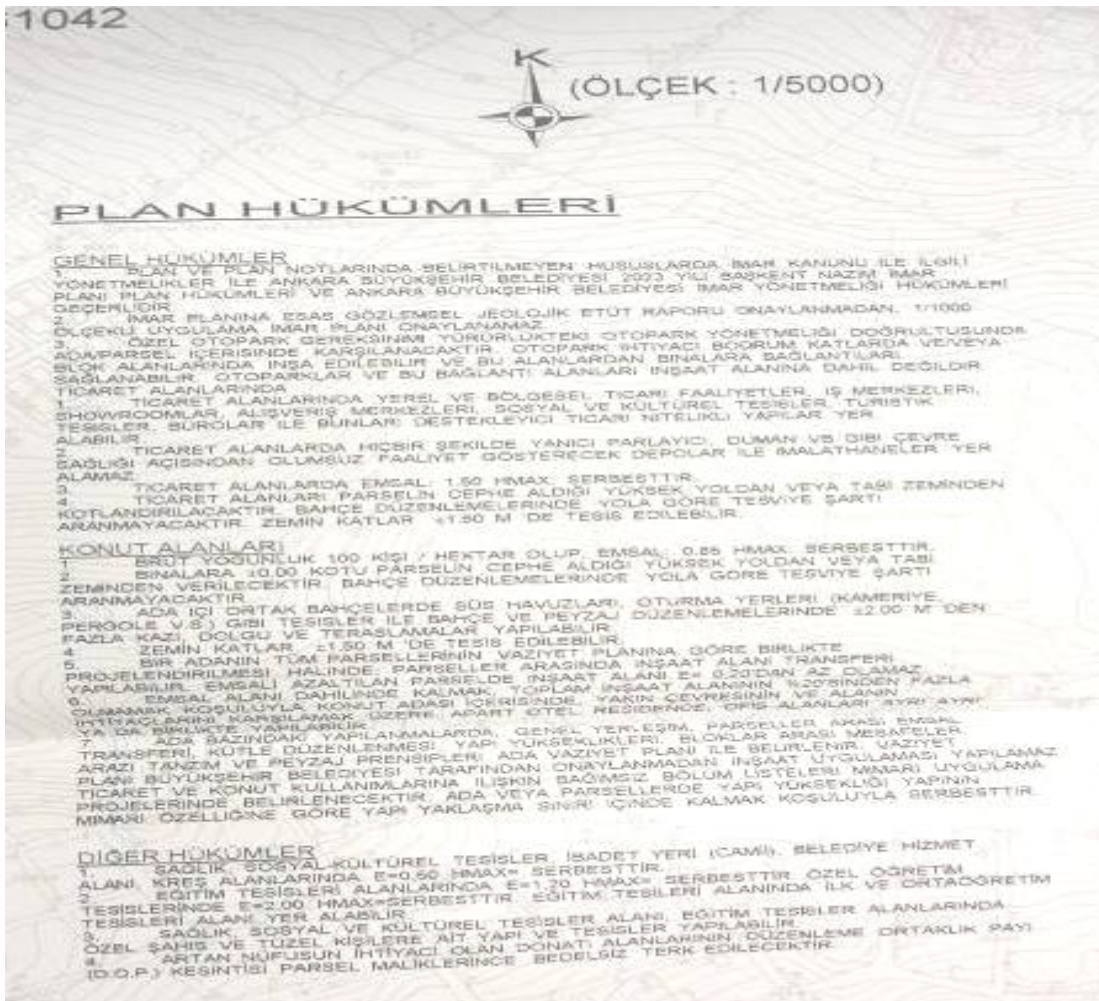 1042
K
(ÖLÇEK : 1/5000)
PLAN HÜKÜMLERİ
GENEL HÜKÜMLER
1. PLAN VE PLAN NOTLARINDA BELİRTİLMEYEN HUSUSLARDA İMAR KANUNU İLE İLGİLİ
YÖNETMELİKLER İLE ANKARA BÜYÜKŞEHİR BELEDİYESİ 2023 YILI BAŞKENT NAZIM İMAR
PLANI PLAN HÜKÜMLERİ VE ANKARA BÜYÜKŞEHİR BELEDİYESİ İMAR YÖNETMELİĞİ HÜKÜMLERİ
GEÇERLİDİR
2. İMAR PLANINA ESAS GÖZLEMSEL JEOLOJİK ETÜT RAPORU ONAYLANMADAN, 1/1000
ÖLÇEKLİ UYGULAMA İMAR PLANI ONAYLANAMAZ.
3. ÖZEL OTOPARK GEREKSİNİMİ YÜRÜRLÜKTEKİ OTOPARK YÖNETMELİĞİ DOĞRULTUSUNDA
ADA/PARSEL İÇERİSİNDE KARŞILANACAKTIR. OTOPARK İHTİYACI BODRUM KATLARDA VE/VEYA
BLOK ALANLARINDA İNŞA EDİLEBİLİR VE BU ALANLARDAN BİNALARA BAĞLANTILARI
SAĞLANABİLİR. OTOPARKLAR VE BU BAĞLANTI ALANLARI İNŞAAT ALANINA DAHİL DEĞİLDİR.
TİCARET ALANLARINDA
1. TİCARET ALANLARINDA YEREL VE BÖLGESEL TİCARİ FAALİYETLER, İŞ MERKEZLERİ,
SHOWROOMLAR, ALIŞVERİŞ MERKEZLERİ, SOSYAL VE KÜLTÜREL TESİSLER, TURİSTİK
TESİSLER, BÜROLAR İLE BUNLARI DESTEKLEYİCİ TİCARİ NİTELİKLİ YAPILAR YER
ALABİLİR
2. TİCARET ALANLARDA HİÇBİR ŞEKİLDE YANICI PARLAYICI, DUMAN VB GİBİ ÇEVRE
SAĞLIĞI AÇISINDAN OLUMSUZ FAALİYET GÖSTERECEK DEPOLAR İLE İMALATHANELER YER
ALAMAZ.
3. TİCARET ALANLARDA EMSAL: 1.50 HMAX: SERBESTTİR.
4. TİCARET ALANLARI PARSELİN CEPHE ALDIĞI YÜKSEK YOLDAN VEYA TABİ ZEMİNDEN
KOTLANDIRILACAKTIR. BAHÇE DÜZENLEMELERİNDE YOLA GÖRE TESVİYE ŞARTI
ARANMAYACAKTIR. ZEMİN KATLAR ±1.50 M 'DE TESİS EDİLEBİLİR.
KONUT ALANLARI
1. BRÜT YOĞUNLUK 100 KİŞİ / HEKTAR OLUP, EMSAL: 0.85 HMAX: SERBESTTİR.
2. BİNALARA ±0.00 KOTU PARSELİN CEPHE ALDIĞI YÜKSEK YOLDAN VEYA TABİ
ZEMİNDEN VERİLECEKTİR BAHÇE DÜZENLEMELERİNDE YOLA GÖRE TESVİYE ŞARTI
ARANMAYACAKTIR.
3. ADA İÇİ ORTAK BAHÇELERDE SÜS HAVUZLARI, OTURMA YERLERİ (KAMERİYE,
PERGOLE V.S.) GİBİ TESİSLER İLE BAHÇE VE PEYZAJ DÜZENLEMELERİNDE ±2.00 M 'DEN
FAZLA KAZI, DOLGU VE TERASLAMALAR YAPILABİLİR
4. ZEMİN KATLAR ±1.50 M 'DE TESİS EDİLEBİLİR.
5. BİR ADANIN TÜM PARSELLERİNİN VAZİYET PLANINA GÖRE BİRLİKTE
PROJELENDİRİLMESİ HALİNDE, PARSELLER ARASINDA İNŞAAT ALANI TRANSFERİ
YAPILABİLİR. EMSALİ AZALTILAN PARSELDE İNŞAAT ALANI E= 0.20'DAN AZ OLAMAZ.
6. EMSAL ALANI DAHİLİNDE KALMAK, TOPLAM İNŞAAT ALANININ %20'SİNDEN FAZLA
OLMAMAK KOŞULUYLA KONUT ADASI İÇERİSİNDE, YAKIN ÇEVRESİNİN VE ALANIN
İHTİYAÇLARINI KARŞILAMAK ÜZERE APART OTEL, RESIDENCE, OFİS ALANLARI AYRI AYRI
YA DA BİRLİKTE YAPILABİLİR
7. ADA BAZINDAKİ YAPILANMALARDA, GENEL YERLEŞİM, PARSELLER ARASI EMSAL
TRANSFERİ, KÜTLE DÜZENLENMESİ, YAPI YÜKSEKLİKLERİ, BLOKLAR ARASI MESAFELER,
ARAZİ TANZİM VE PEYZAJ PRENSİPLERİ ADA VAZİYET PLANI İLE BELİRLENİR. VAZİYET
PLANI BÜYÜKŞEHİR BELEDİYESİ TARAFINDAN ONAYLANMADAN İNŞAAT UYGULAMASI YAPILAMAZ
TİCARET VE KONUT KULLANIMLARINA İLİŞKİN BAĞIMSIZ BÖLÜM LİSTELERİ MİMARİ UYGULAMA
PROJELERİNDE BELİRLENECEKTİR. ADA VEYA PARSELLERDE YAPI YÜKSEKLİĞİ YAPININ
MİMARİ ÖZELLİĞİNE GÖRE YAPI YAKLAŞMA SINIRI İÇİNDE KALMAK KOŞULUYLA SERBESTTİR.
DİĞER HÜKÜMLER
1. SAĞLIK, SOSYAL-KÜLTÜREL TESİSLER, İBADET YERİ (CAMİİ), BELEDİYE HİZMET
ALANI, KREŞ ALANLARINDA E=0.50 HMAX= SERBESTTİR.
2. EĞİTİM TESİSLERİ ALANLARINDA E=1.20 HMAX= SERBESTTİR ÖZEL ÖĞRETİM
TESİSLERİNDE E=2.00 HMAX=SERBESTTİR. EĞİTİM TESİLERİ ALANINDA İLK VE ORTAÖĞRETİM
TESİSLERİ ALANI YER ALABİLİR
3. SAĞLIK, SOSYAL VE KÜLTÜREL TESİSLER ALANI, EĞİTİM TESİSLER ALANLARINDA
ÖZEL ŞAHIS VE TÜZEL KİŞİLERE AİT YAPI VE TESİSLER YAPILABİLİR.
4. ARTAN NÜFUSUN İHTİYACI OLAN DONATI ALANLARININ DÜZENLEME ORTAKLIK PAYI
(D.O.P.) KESİNTİSİ PARSEL MALİKLERİNCE BEDELSİZ TERK EDİLECEKTİR.